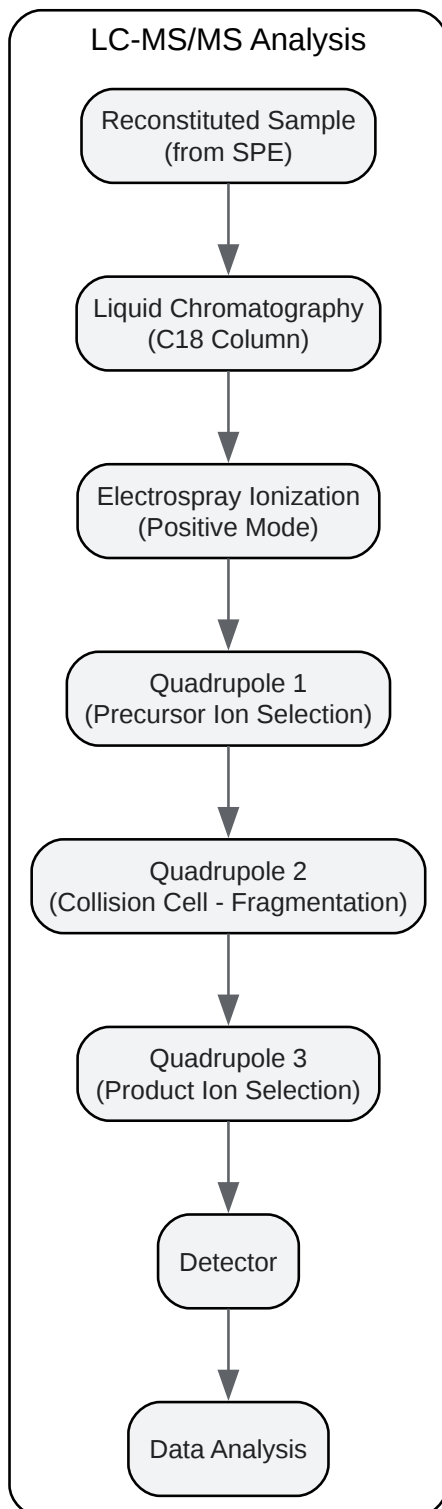 LC-MS/MS Analysis
Reconstituted Sample
(from SPE)
Liquid Chromatography
(C18 Column)
Electrospray Ionization
(Positive Mode)
Quadrupole 1
(Precursor Ion Selection)
Quadrupole 2
(Collision Cell - Fragmentation)
Quadrupole 3
(Product Ion Selection)
Detector
Data Analysis